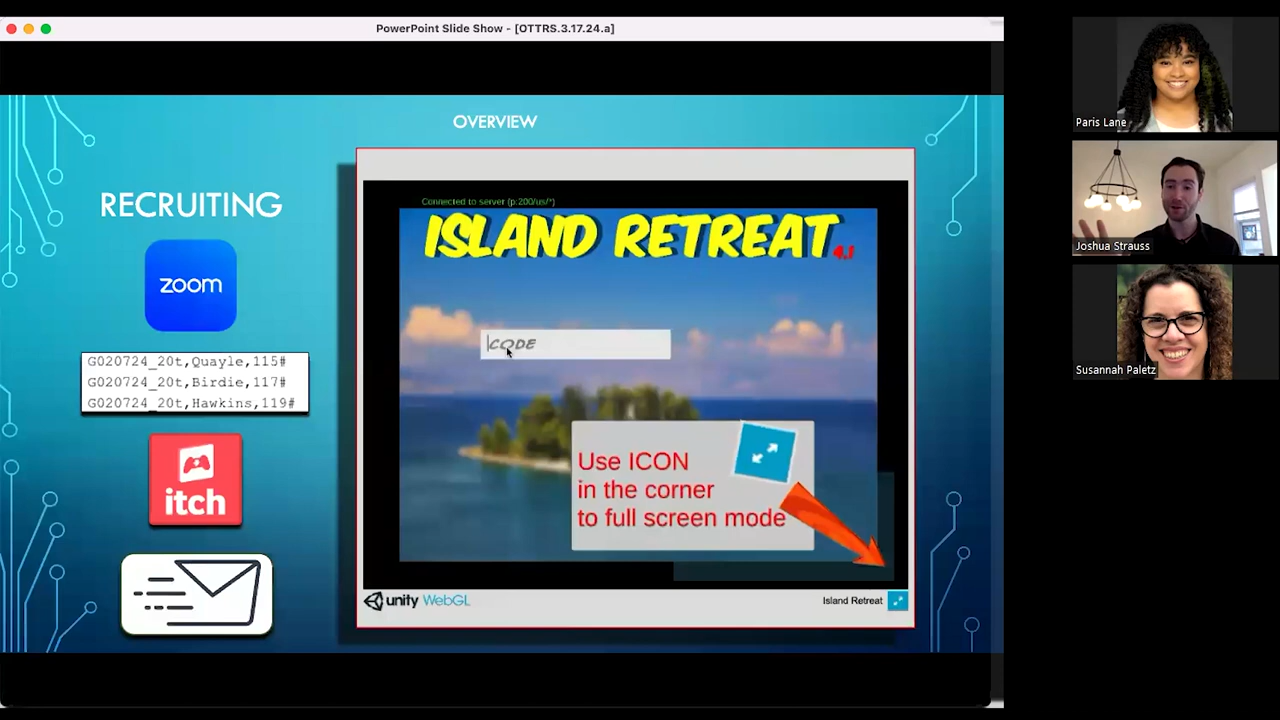 PowerPoint Slide Show - [OTTRS.3.17.24.a]
OVERVIEW
RECRUITING
zoom
G020724_20t,Quayle,115#
G020724_20t,Birdie,117#
G020724_20t,Hawkins,119#
itch
Connected to server (p:200/us/*)
ISLAND RETREAT 4.1
CODE
Use ICON
in the corner
to full screen mode
unity WebGL
Island Retreat
Paris Lane
Joshua Strauss
Susannah Paletz